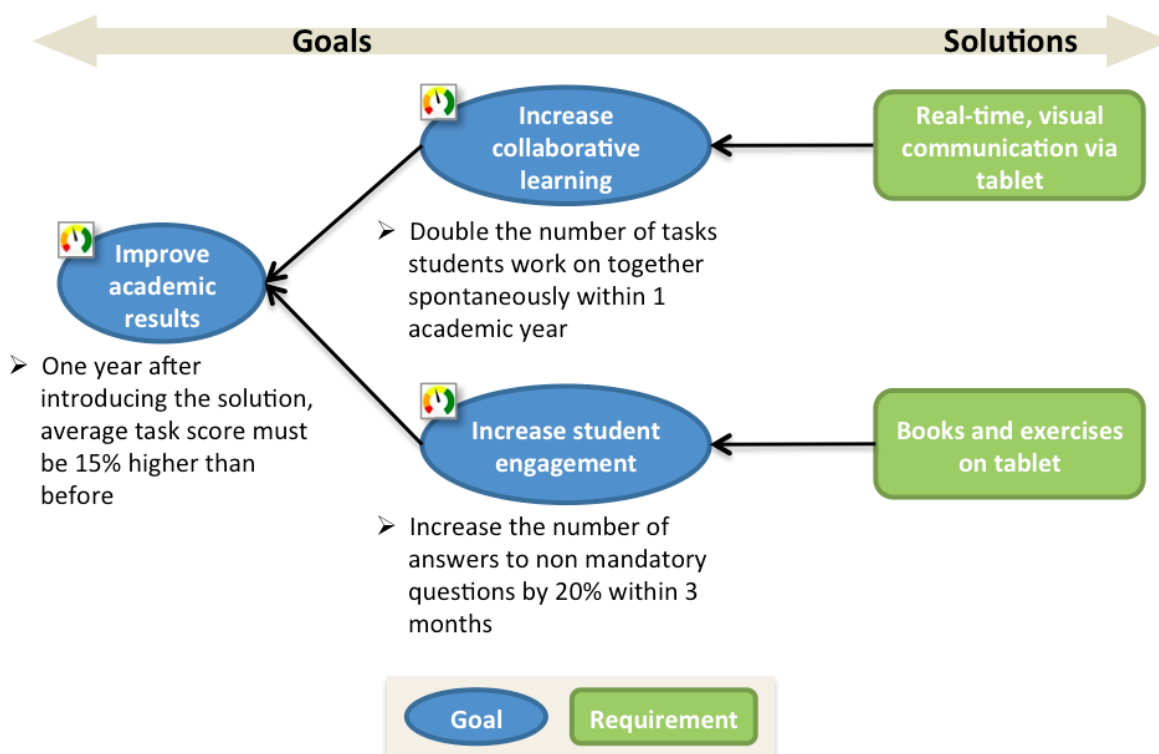 Goals
Solutions
Increase
collaborative
learning
Real-time, visual
communication via
tablet
➢ Double the number of tasks
students work on together
spontaneously within 1
academic year
Improve
academic
results
➢ One year after
introducing the solution,
average task score must
be 15% higher than
before
Increase student
engagement
Books and exercises
on tablet
➢ Increase the number of
answers to non mandatory
questions by 20% within 3
months
Goal
Requirement